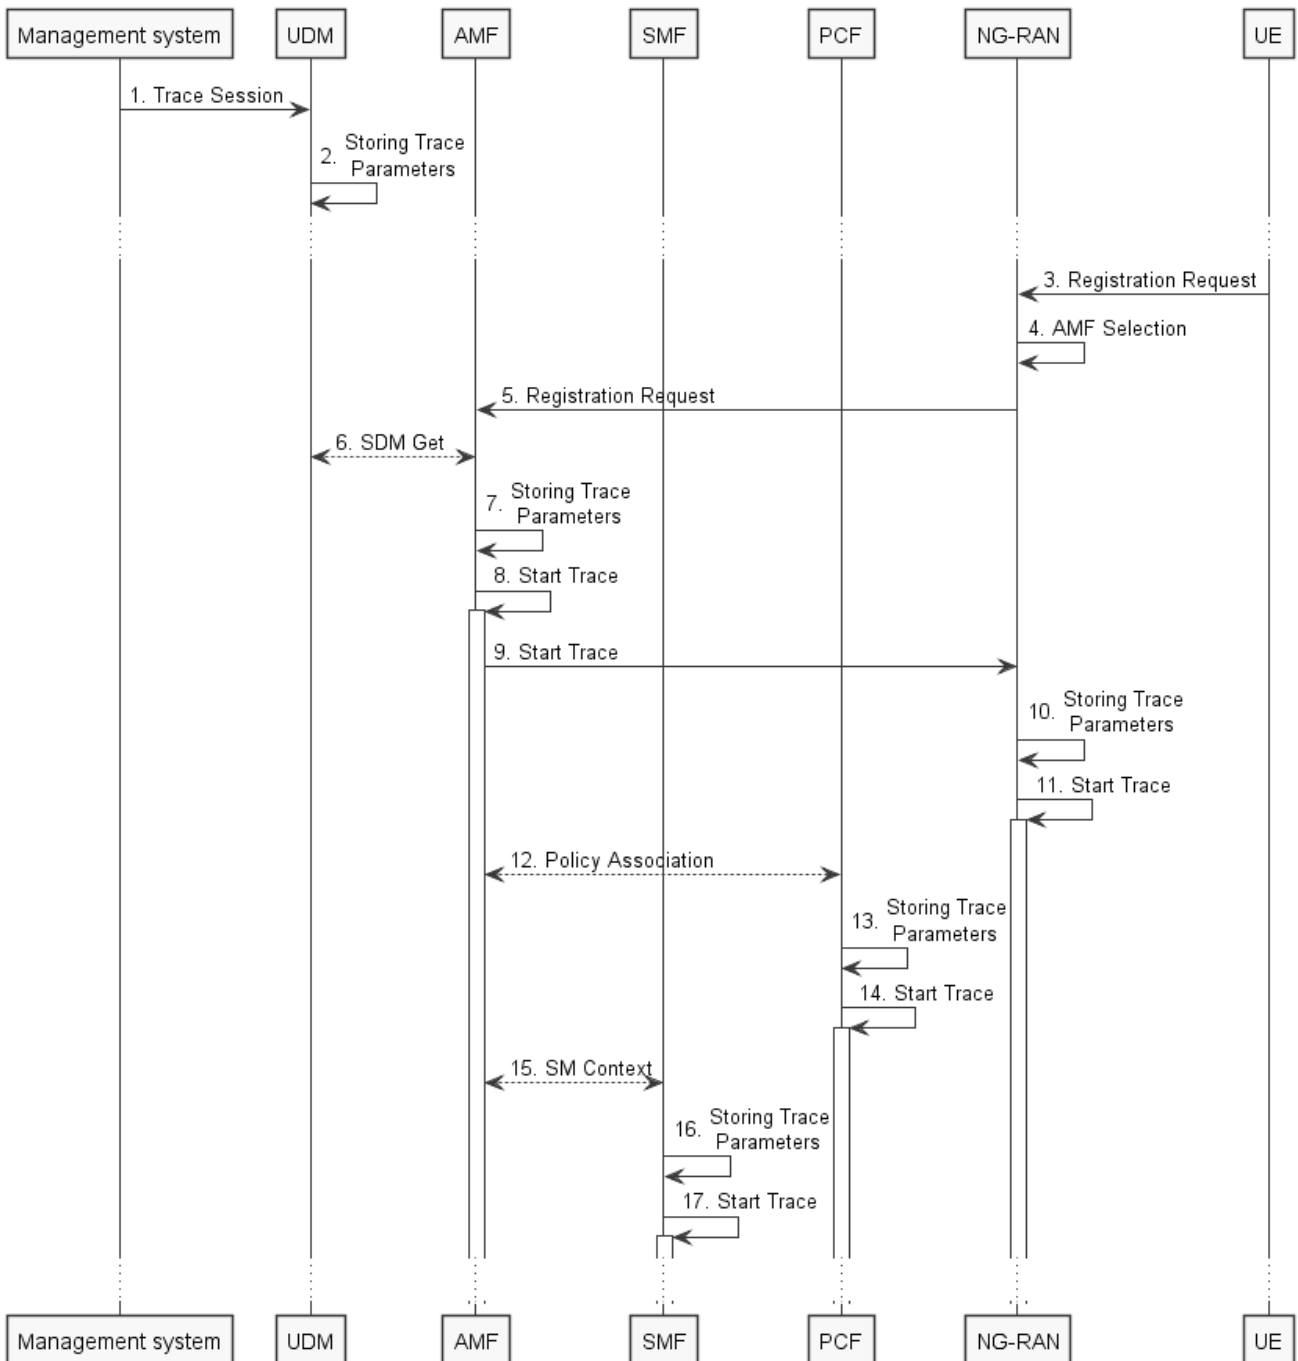 Management system
UDM
AMF
SMF
PCF
NG-RAN
UE
1. Trace Session
2. Storing Trace
Parameters
3. Registration Request
4. AMF Selection
5. Registration Request
6. SDM Get
7. Storing Trace
Parameters
8. Start Trace
9. Start Trace
10. Storing Trace
Parameters
11. Start Trace
12. Policy Association
13. Storing Trace
Parameters
14. Start Trace
15. SM Context
16. Storing Trace
Parameters
17. Start Trace
Management system
UDM
AMF
SMF
PCF
NG-RAN
UE